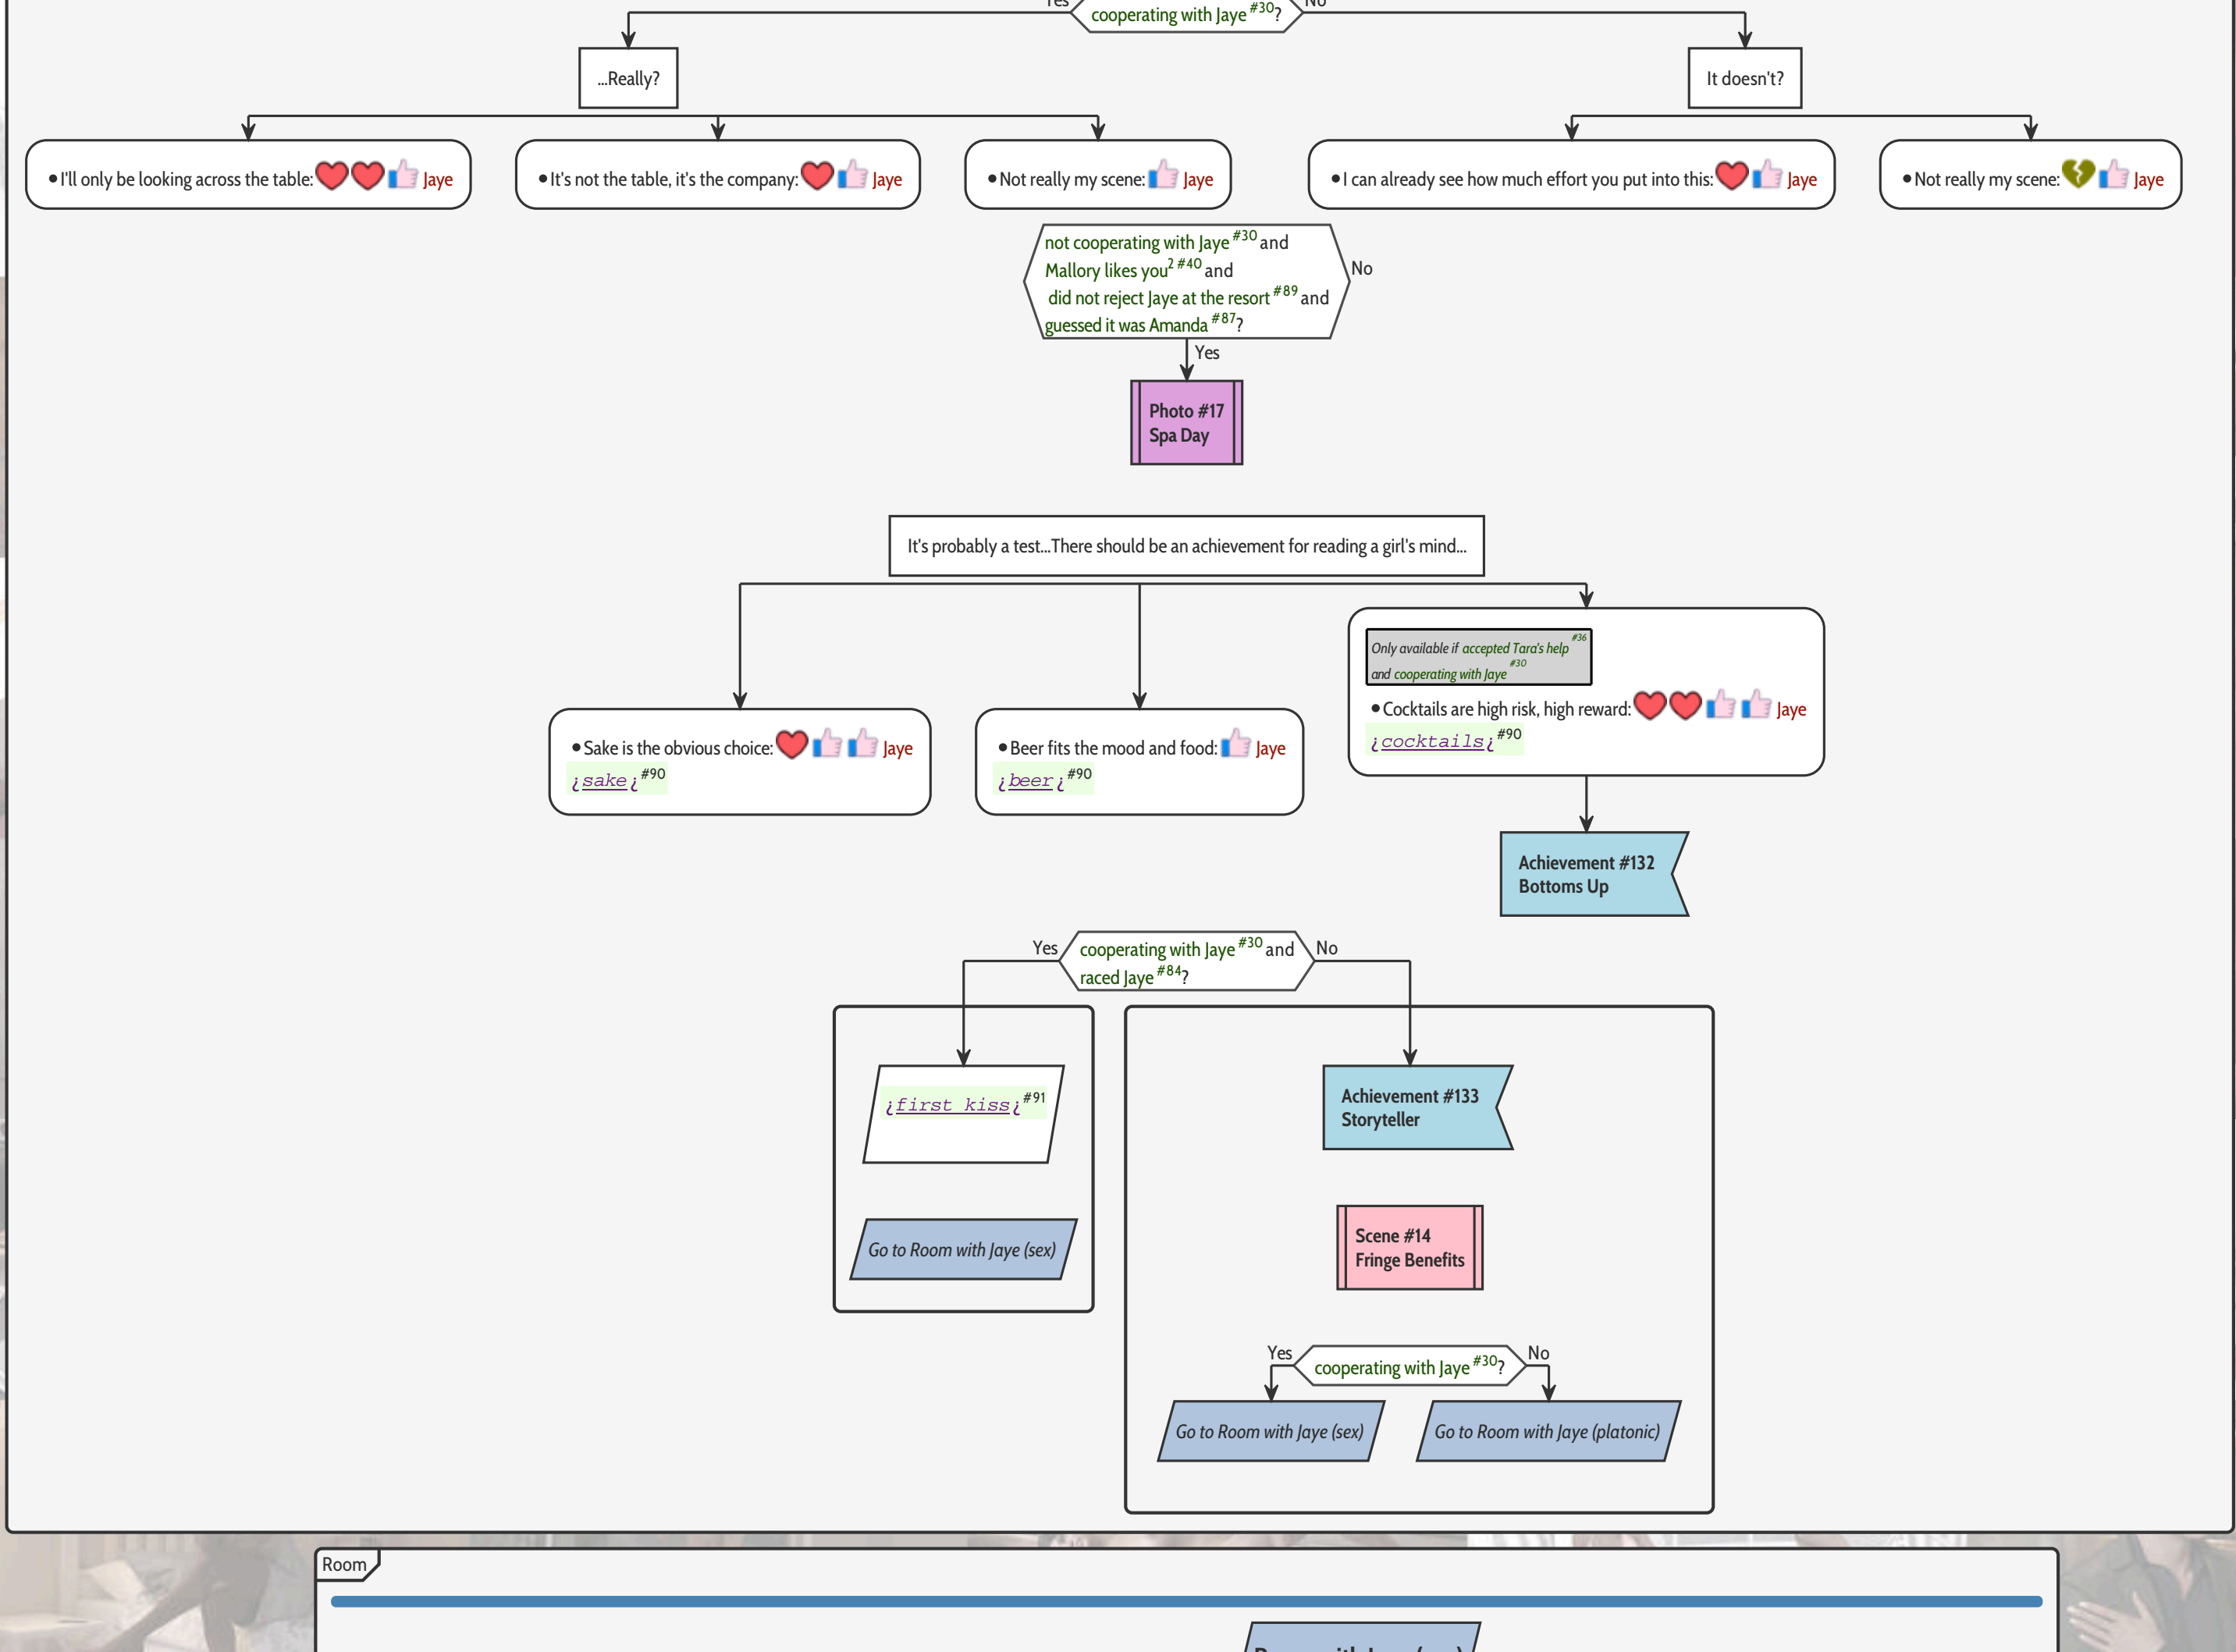 Yes
cooperating with Jaye #30?
No
...Really?
It doesn't?
•I'll only be looking across the table: Jaye
•It's not the table, it's the company: Jaye
•Not really my scene: Jaye
•I can already see how much effort you put into this: Jaye
•Not really my scene: Jaye
not cooperating with Jaye #30 and
Mallory likes you2 #40 and
did not reject Jaye at the resort #89 and
guessed it was Amanda #87?
No
Yes
Photo #17
Spa Day
It's probably a test...There should be an achievement for reading a girl's mind...
Only available if accepted Tara's help #36
and cooperating with Jaye #30
•Cocktails are high risk, high reward: Jaye
¿cocktails¿#90
•Sake is the obvious choice: Jaye
¿sake¿#90
•Beer fits the mood and food: Jaye
¿beer¿#90
Achievement #132
Bottoms Up
Yes
cooperating with Jaye #30 and
raced Jaye #84?
No
¿first kiss¿#91
Go to Room with Jaye (sex)
Achievement #133
Storyteller
Scene #14
Fringe Benefits
Yes
cooperating with Jaye #30?
No
Go to Room with Jaye (sex)
Go to Room with Jaye (platonic)
Room